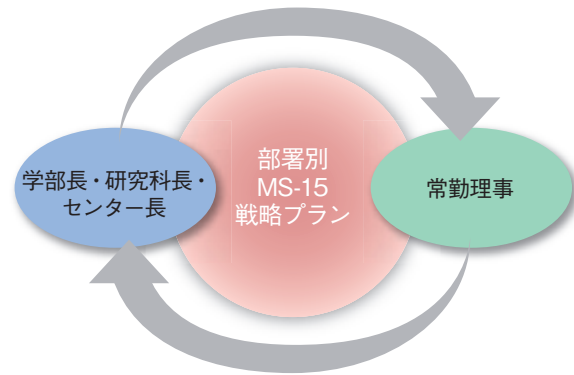 学部長・研究科長・
センター長
部署別
MS-15
戦略プラン
常勤理事